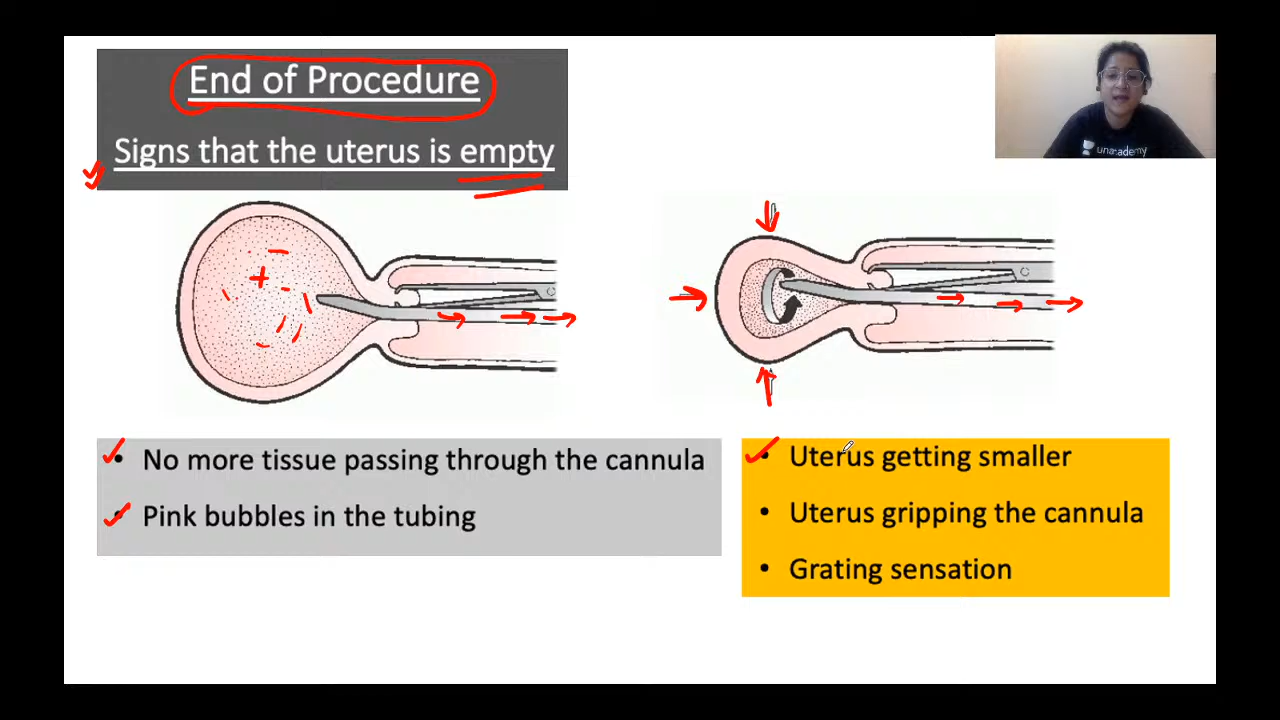 End of Procedure
Signs that the uterus is empty
unacademy
• No more tissue passing through the cannula
• Pink bubbles in the tubing
• Uterus getting smaller
• Uterus gripping the cannula
• Grating sensation